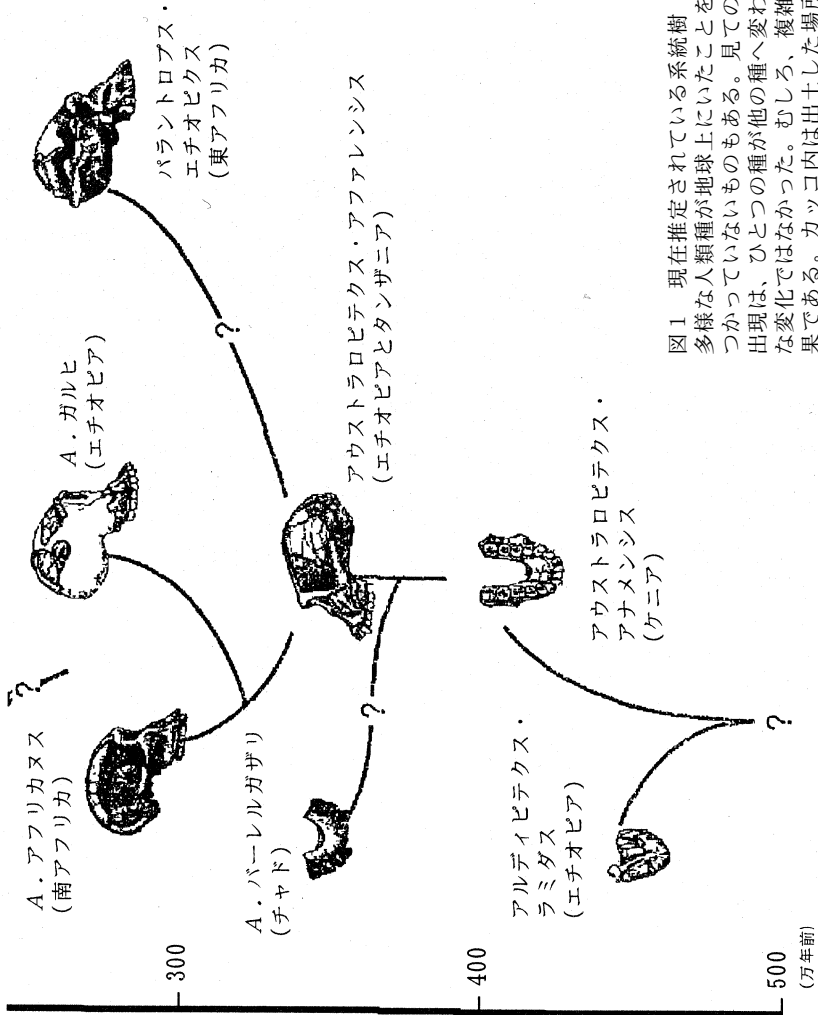 ?
A．アフリカヌス
(南アフリカ)
A．ガルヒ
(エチオピア)
パラントロプス・
エチオピクス
(東アフリカ)
300
?
A．バーレルガザリ
(チャド)
アウストラロピテクス・アファレンシス
(エチオピアとタンザニア)
?
400
アルディピテクス・
ラミダス
(エチオピア)
アウストラロピテクス・
アナメンシス
(ケニア)
?
500
(万年前)
図1 現在推定されている系統樹
多様な人類種が地球上にいたことを
つかっていないものもある。見ての
出現は、ひとつの種が他の種へ変わ
な変化ではなかった。むしろ、複雑
果である。カッコ内は出土した場所